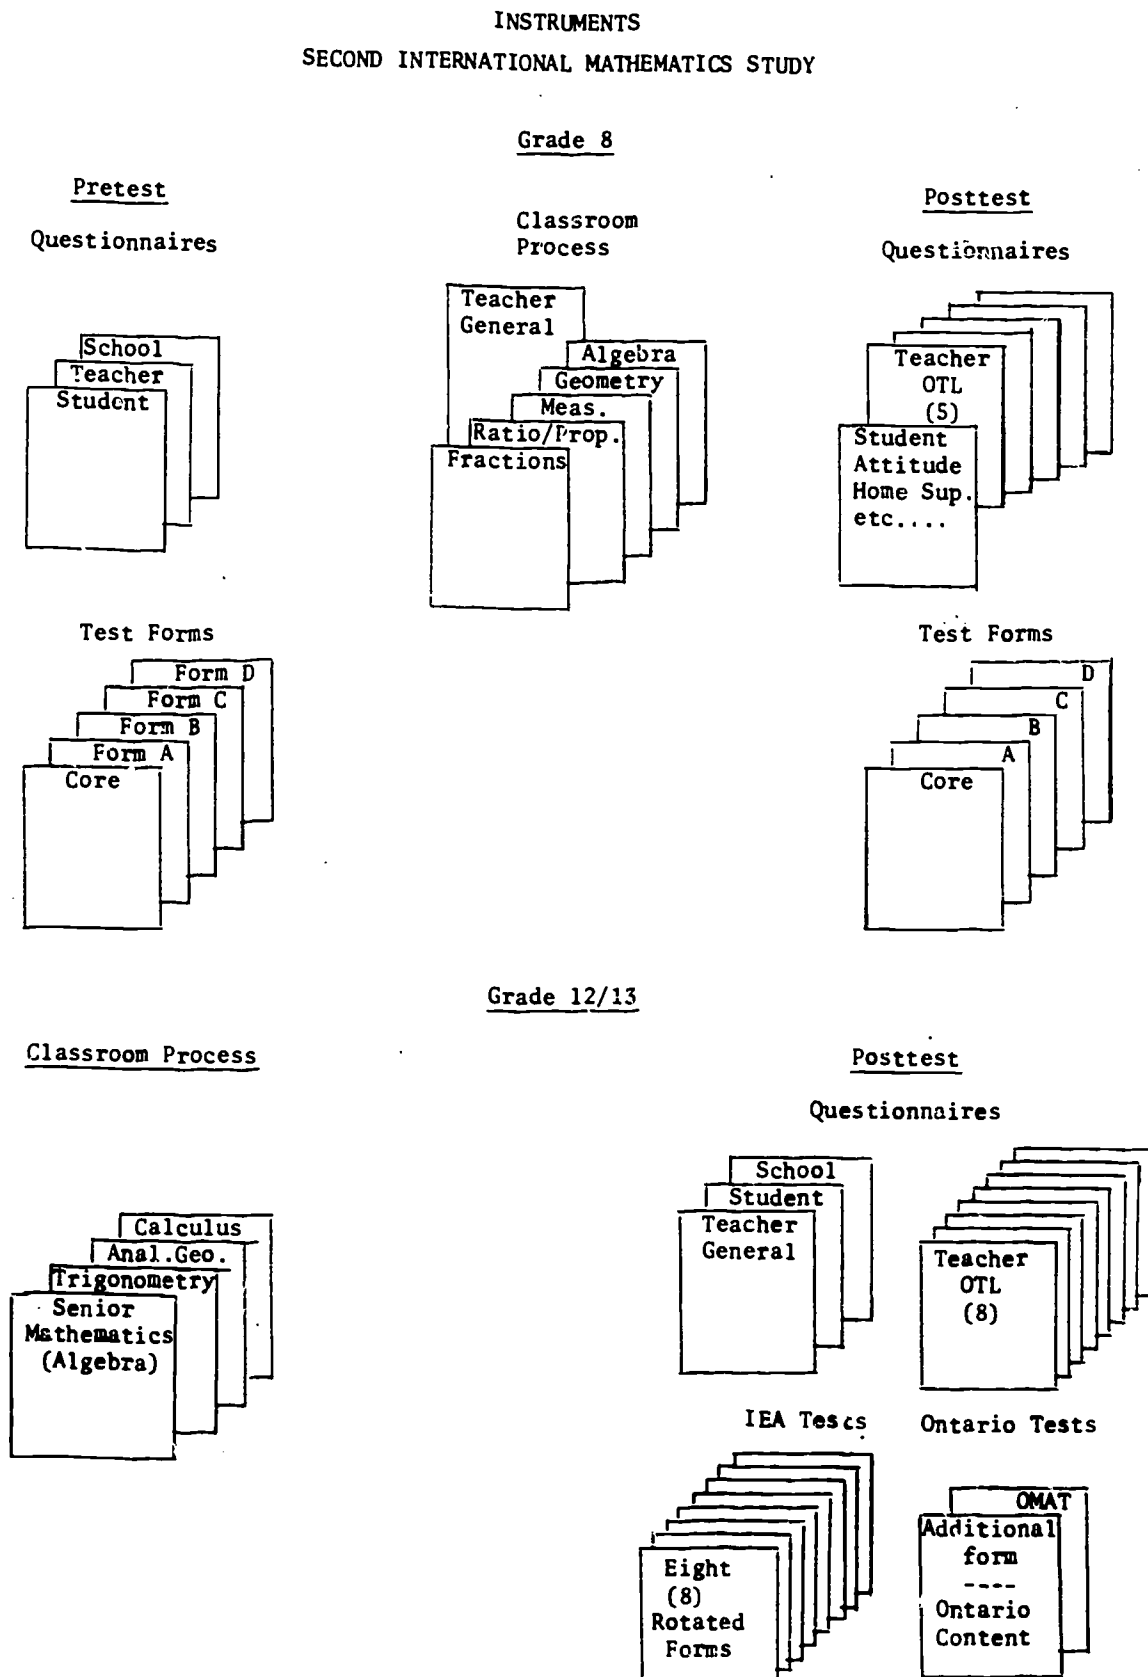 INSTRUMENTS
SECOND INTERNATIONAL MATHEMATICS STUDY
Grade 8
Pretest
Questionnaires
School
Teacher
Student
Classroom
Process
Teacher
General
Algebra
Geometry
Meas.
Ratio/Prop.
Fractions
Posttest
Questionnaires
Teacher
OTL
(5)
Student
Attitude
Home Sup.
etc....
Test Forms
Form D
Form C
Form B
Form A
Core
Test Forms
D
C
B
A
Core
Grade 12/13
Classroom Process
Calculus
Anal.Geo.
Trigonometry
Senior
Mathematics
(Algebra)
Posttest
Questionnaires
School
Student
Teacher
General
Teacher
OTL
(8)
IEA Tests
Eight
(8)
Rotated
Forms
Ontario Tests
OMAT
Additional
form
----
Ontario
Content